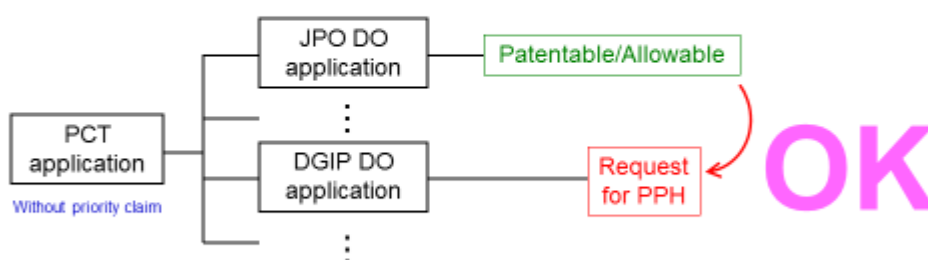 JPO DO
application
Patentable/Allowable
PCT
application
Without priority claim
DGIP DO
application
Request
for PPH
OK